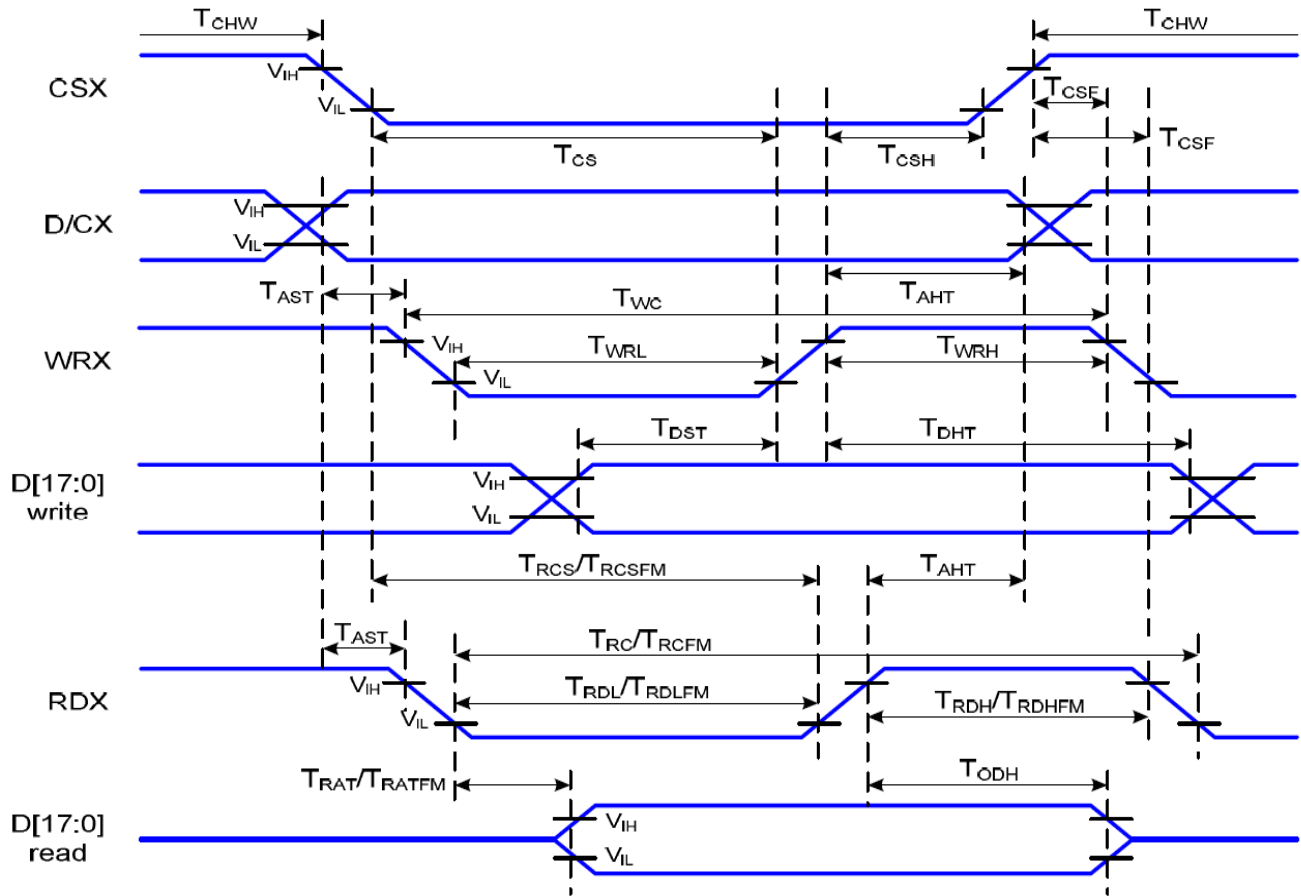 TCHW
TCHW
CSX
VIH
VIL
TCSF
TCSF
TCS
TCSH
D/CX
VIH
VIL
TAST
TWC
TAHT
WRX
VIH
VIL
TWRL
TWRH
TDST
TDHT
D[17:0]
write
VIH
VIL
TRCS/TRCSFM
TAHT
TAST
TRC/TRCFM
RDX
VIH
VIL
TRDL/TRDLFM
TRDH/TRDHFM
TRAT/TRATFM
TODH
D[17:0]
read
VIH
VIL